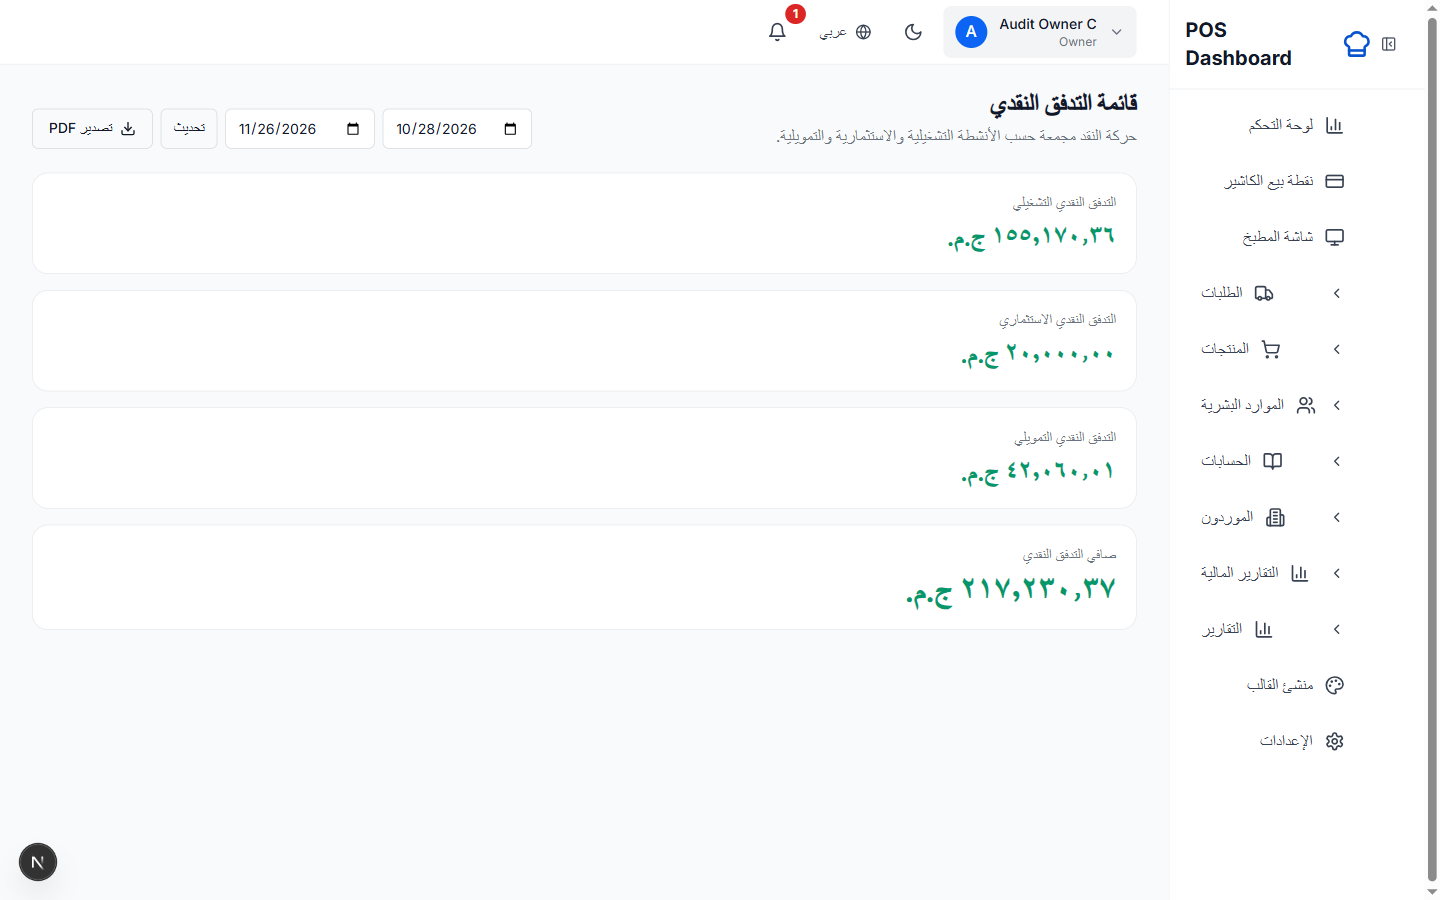 POS
Dashboard
لوحة التحكم
نقطة بيع الكاشير
شاشة المطبخ
الطلبات
المنتجات
الموارد البشرية
الحسابات
الموردون
التقارير المالية
التقارير
منشئ القالب
الإعدادات
A
Audit Owner C
Owner
عربي
1
قائمة التدفق النقدي
حركة النقد مجمعة حسب الأنشطة التشغيلية والاستثمارية والتمويلية.
10/28/2026
11/26/2026
تحديث
تصدير PDF
التدفق النقدي التشغيلي
١٥٥,١٧٠,٣٦ ج.م.
التدفق النقدي الاستثماري
٢٠,٠٠٠,٠٠ ج.م.
التدفق النقدي التمويلي
٤٢,٠٦٠,٠١ ج.م.
صافي التدفق النقدي
٢١٧,٢٣٠,٣٧ ج.م.
N